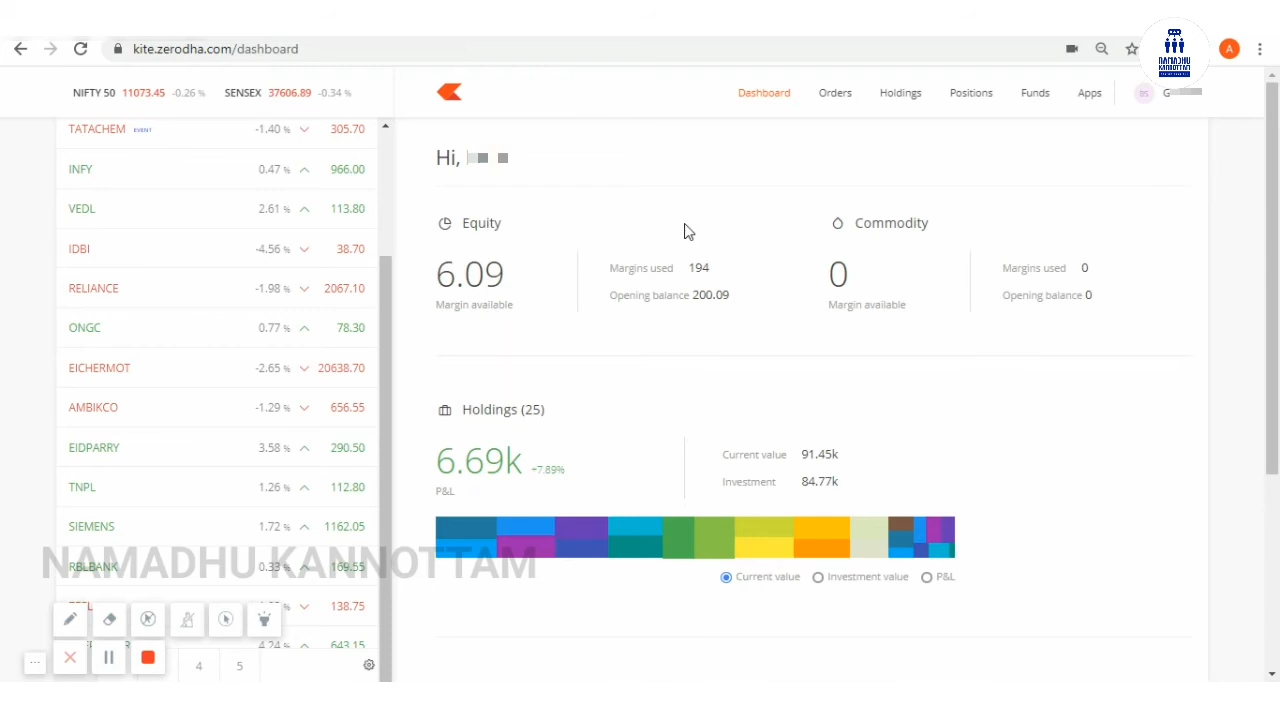 kite.zerodha.com/dashboard
NAMADHU
KANNOTTAM
A
NIFTY 50 11073.45 -0.26 % SENSEX 37606.89 -0.34 %
Dashboard Orders Holdings Positions Funds Apps DS G
TATACHEM EVENT -1.40 % 305.70
INFY 0.47 % 966.00
VEDL 2.61 % 113.80
IDBI -4.56 % 38.70
RELIANCE -1.98 % 2067.10
ONGC 0.77 % 78.30
EICHERMOT -2.65 % 20638.70
AMBIKCO -1.29 % 656.55
EIDPARRY 3.58 % 290.50
TNPL 1.26 % 112.80
SIEMENS 1.72 % 1162.05
RBLBANK 0.33 % 169.55
138.75
4.24 % 643.15
4 5
Hi,
Equity
6.09
Margin available
Margins used 194
Opening balance 200.09
Commodity
0
Margin available
Margins used 0
Opening balance 0
Holdings (25)
6.69k +7.89%
P&L
Current value 91.45k
Investment 84.77k
Current value Investment value P&L
NAMADHU KANNOTTAM